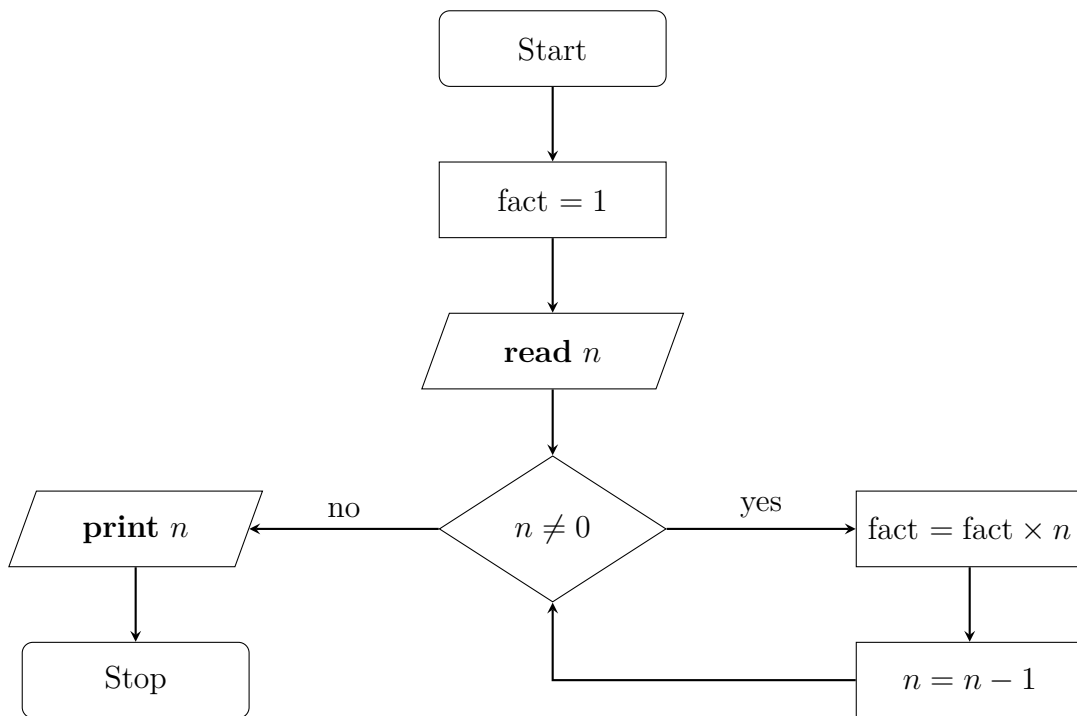 Start
fact = 1
read n
n ≠ 0
yes
fact = fact × n
n = n − 1
no
print n
Stop